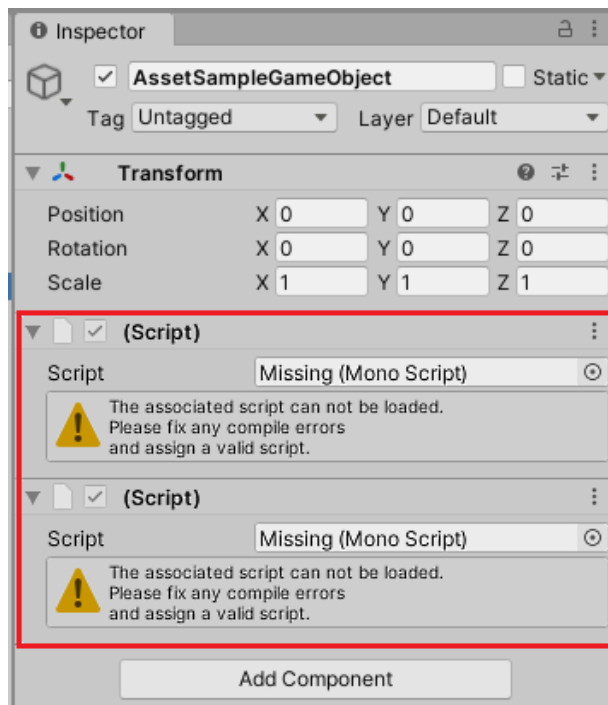 Inspector
AssetSampleGameObject Static
Tag Untagged Layer Default
Transform
Position X 0 Y 0 Z 0
Rotation X 0 Y 0 Z 0
Scale X 1 Y 1 Z 1
(Script)
Script Missing (Mono Script)
The associated script can not be loaded.
Please fix any compile errors
and assign a valid script.
(Script)
Script Missing (Mono Script)
The associated script can not be loaded.
Please fix any compile errors
and assign a valid script.
Add Component